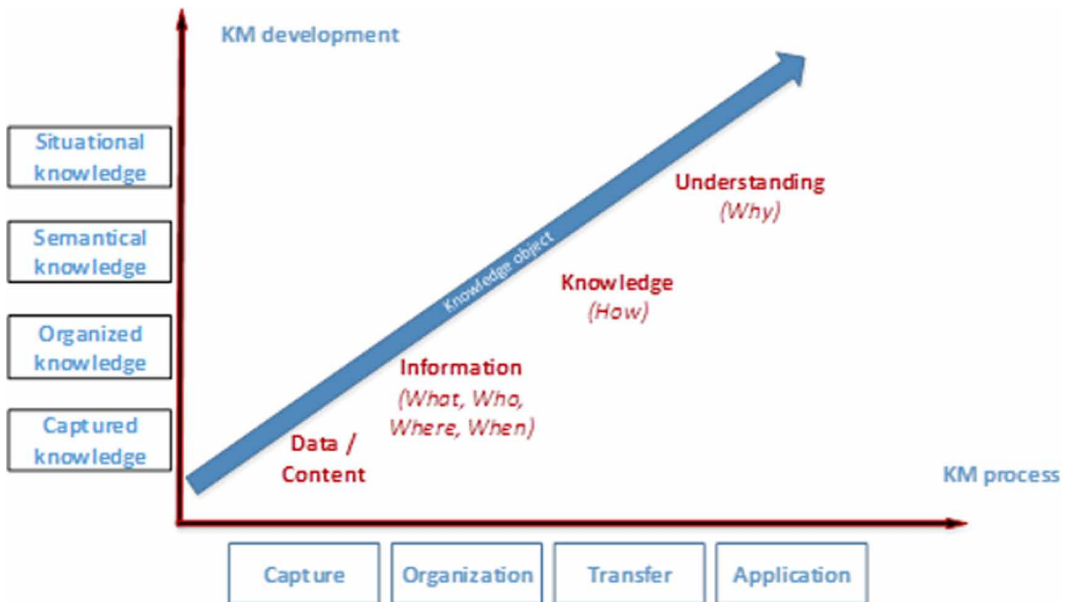 KM development
Situational
knowledge
Semantical
knowledge
Organized
knowledge
Captured
knowledge
Knowledge object
Understanding
(Why)
Knowledge
(How)
Information
(What, Who,
Where, When)
Data /
Content
KM process
Capture
Organization
Transfer
Application